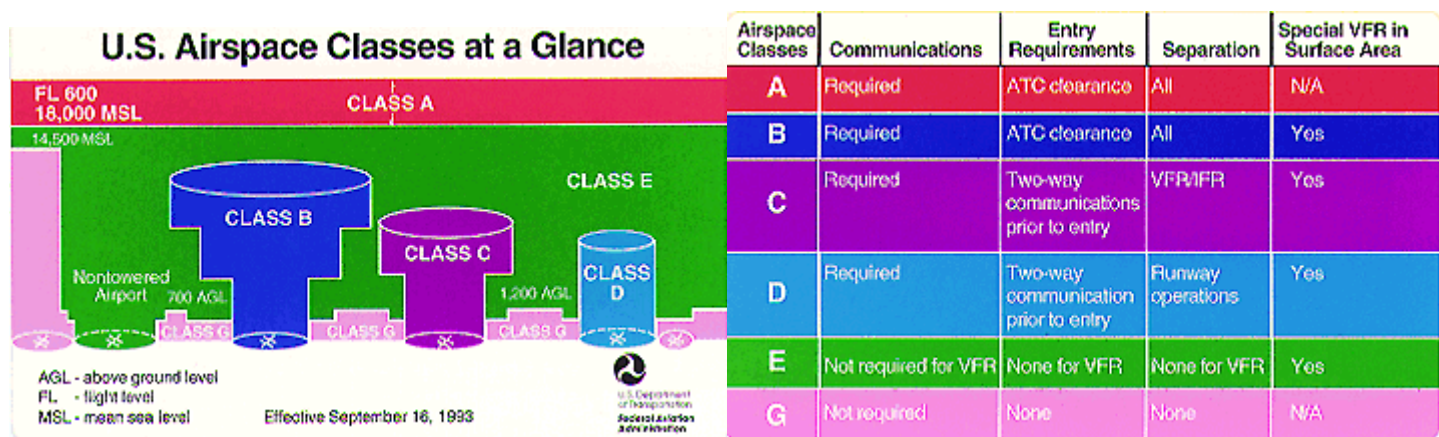 U.S. Airspace Classes at a Glance
FL 600
18,000 MSL
CLASS A
14,500 MSL
CLASS E
CLASS B
CLASS C
CLASS
D
Nontowered
Airport
700 AGL
1,200 AGL
CLASS G
CLASS G
CLASS G
AGL - above ground level
FL - flight level
MSL - mean sea level
Effective September 16, 1993
U.S. Department
of Transportation
Federal Aviation
Administration
Airspace Classes Communications Entry Requirements Separation Special VFR in Surface Area
A Required ATC clearance All N/A
B Required ATC clearance All Yes
C Required Two-way communications prior to entry VFR/IFR Yes
D Required Two-way communication prior to entry Runway operations Yes
E Not required for VFR None for VFR None for VFR Yes
G Not required None None N/A